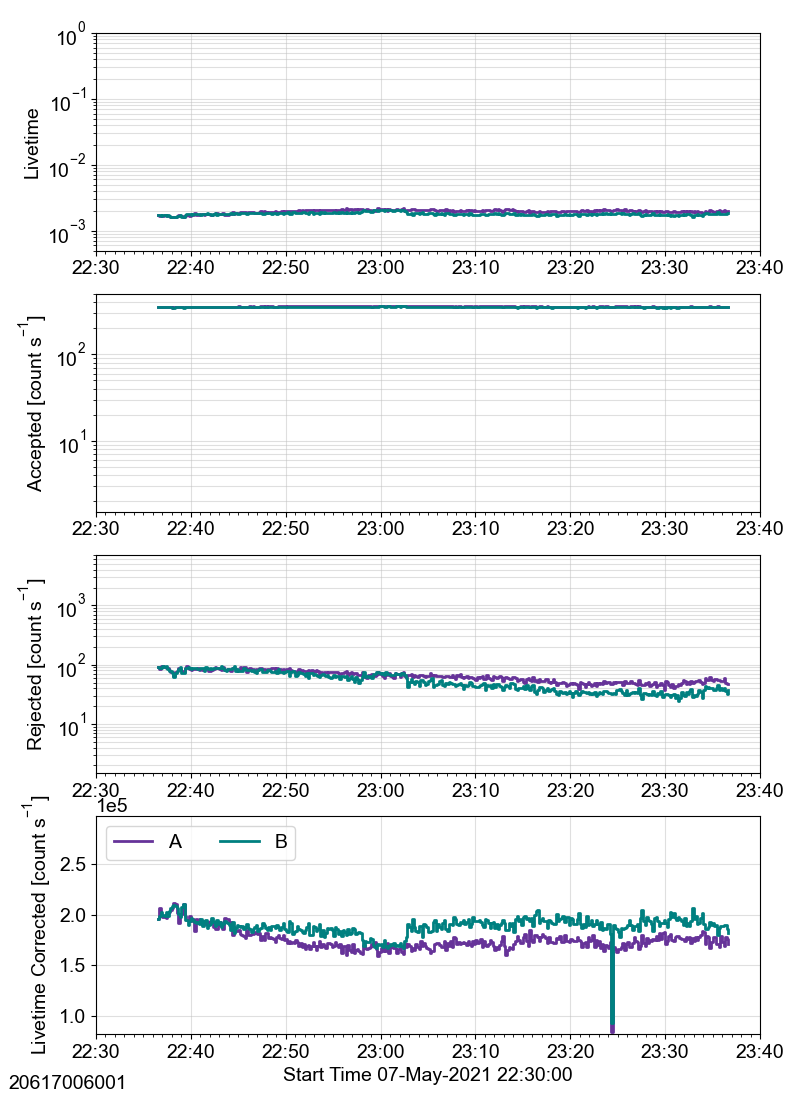 10⁰
10⁻¹
10⁻²
10⁻³
Livetime
22:30 22:40 22:50 23:00 23:10 23:20 23:30 23:40
10²
10¹
Accepted [count s⁻¹]
22:30 22:40 22:50 23:00 23:10 23:20 23:30 23:40
10³
10²
10¹
Rejected [count s⁻¹]
22:30 22:40 22:50 23:00 23:10 23:20 23:30 23:40
1e5
A B
2.5
2.0
1.5
1.0
Livetime Corrected [count s⁻¹]
22:30 22:40 22:50 23:00 23:10 23:20 23:30 23:40
Start Time 07-May-2021 22:30:00
20617006001